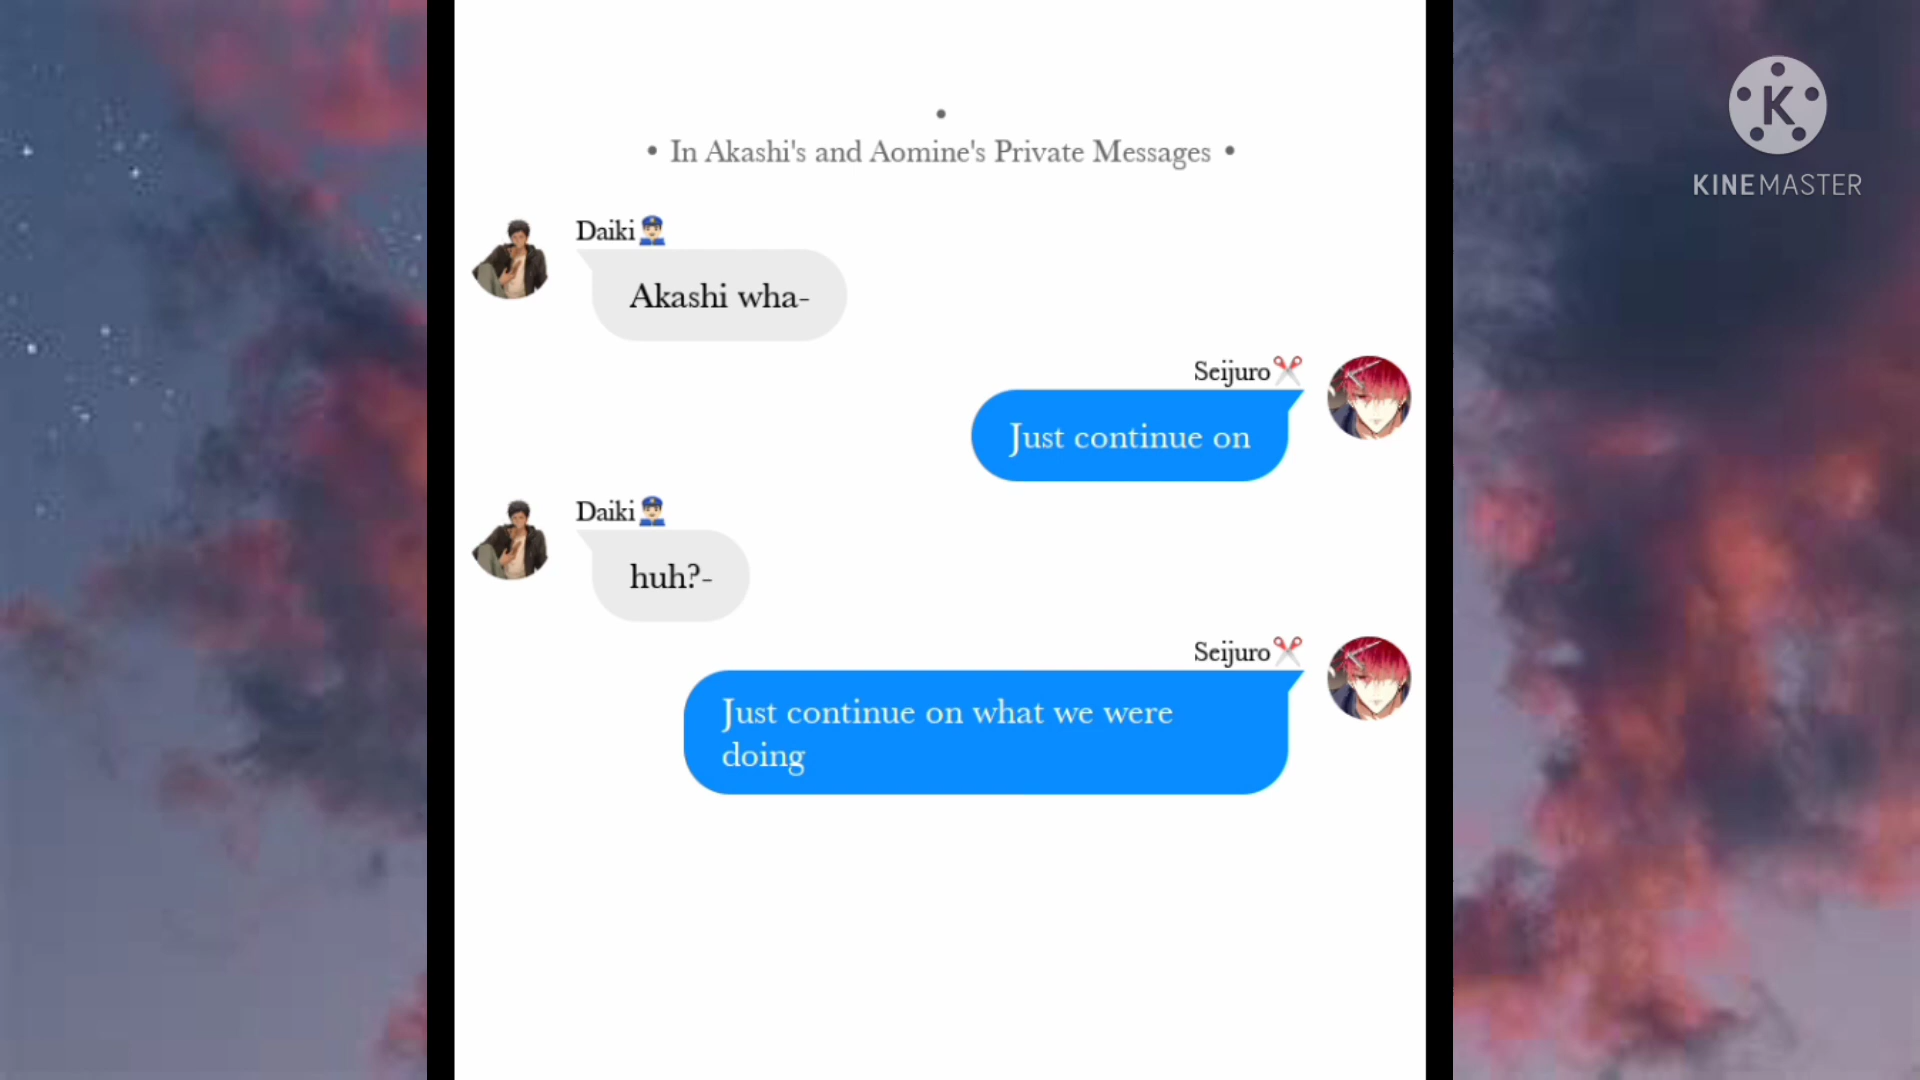 • 
• In Akashi's and Aomine's Private Messages •
Daiki👮🏻‍♂️
Akashi wha-
Seijuro✂️
Just continue on
Daiki👮🏻‍♂️
huh?-
Seijuro✂️
Just continue on what we were
doing
K
KINEMASTER